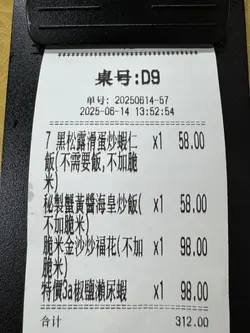 桌号:D9
单号: 20250614-57
2025-06-14 13:52:54
7 黑松露滑蛋炒蝦仁 x1 58.00
飯(不需要飯,不加脆
米)
秘製蟹黃醬海皇炒飯( x1 58.00
不加脆米)
脆米金沙炒福花(不加 x1 98.00
脆米)
特價3a椒鹽瀨尿蝦 x1 98.00
合计 312.00